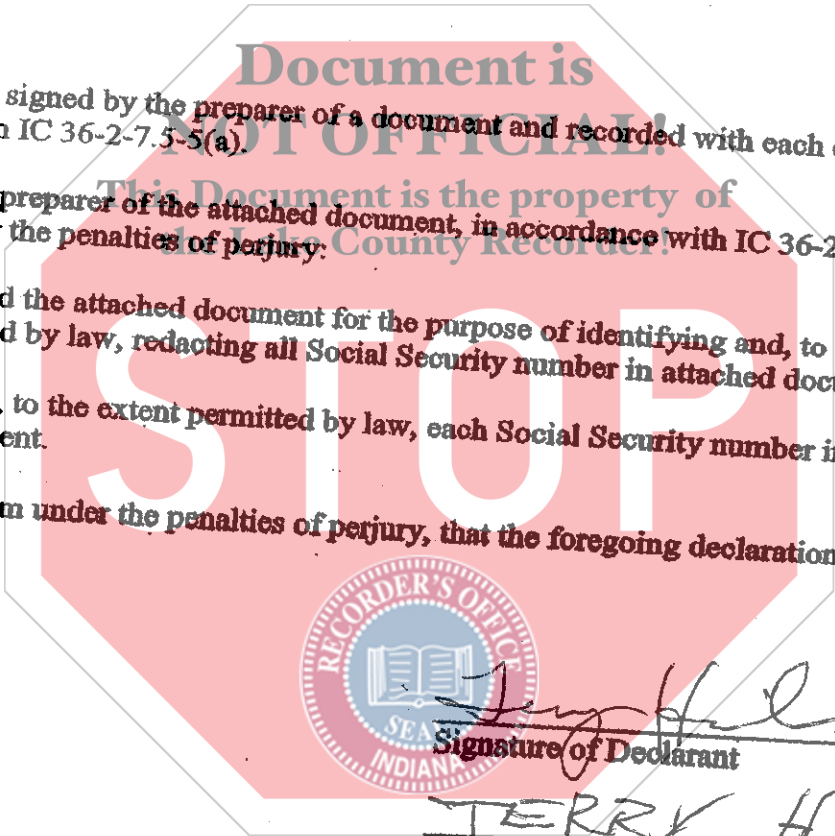 Document is
signed by the preparer of a document and recorded with each
IC 36-2-7.5-5(a).
NOT OFFICIAL!
This Document is the property of
preparer of the attached document, in accordance with IC 36-2
the penalties of perjury:
the Lake County Recorder!
the attached document for the purpose of identifying and, to
by law, redacting all Social Security number in attached docu
STOP
to the extent permitted by law, each Social Security number in
ent.
m under the penalties of perjury, that the foregoing declaration
RECORDER'S OFFICE
SEAL
INDIANA
Signature of Declarant
TERRY H